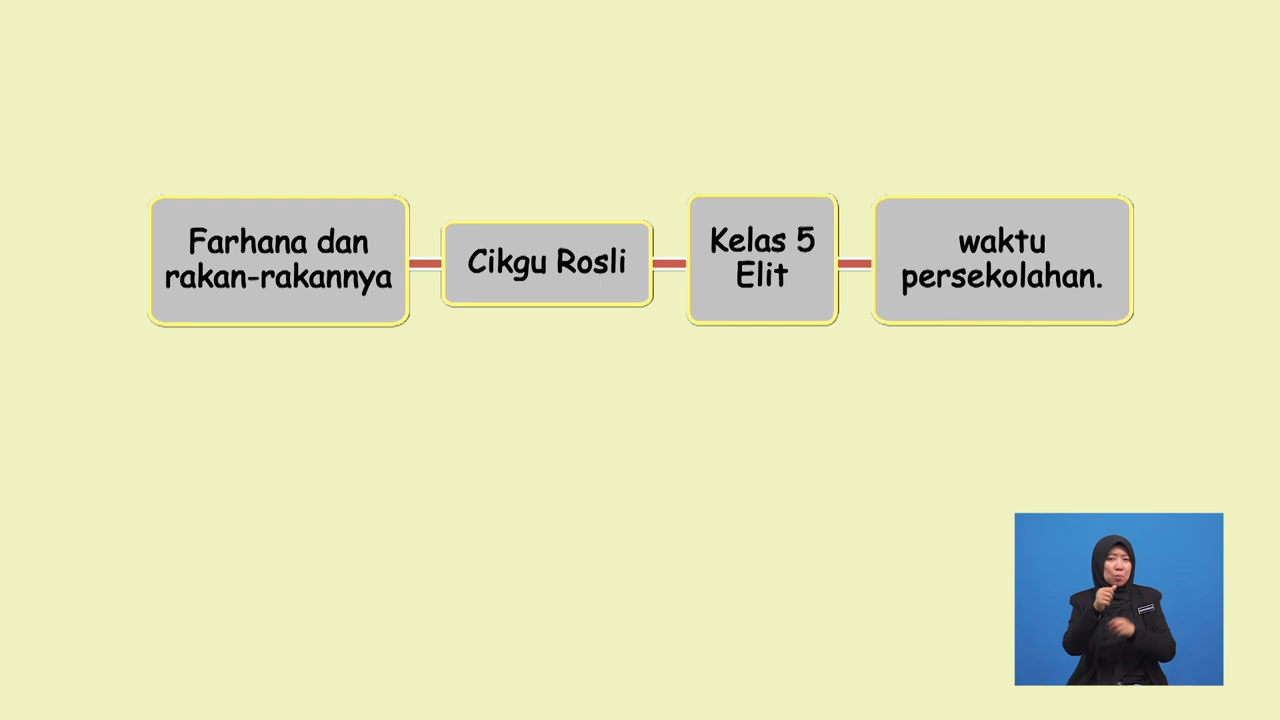 Farhana dan
rakan-rakannya
Cikgu Rosli
Kelas 5
Elit
waktu
persekolahan.